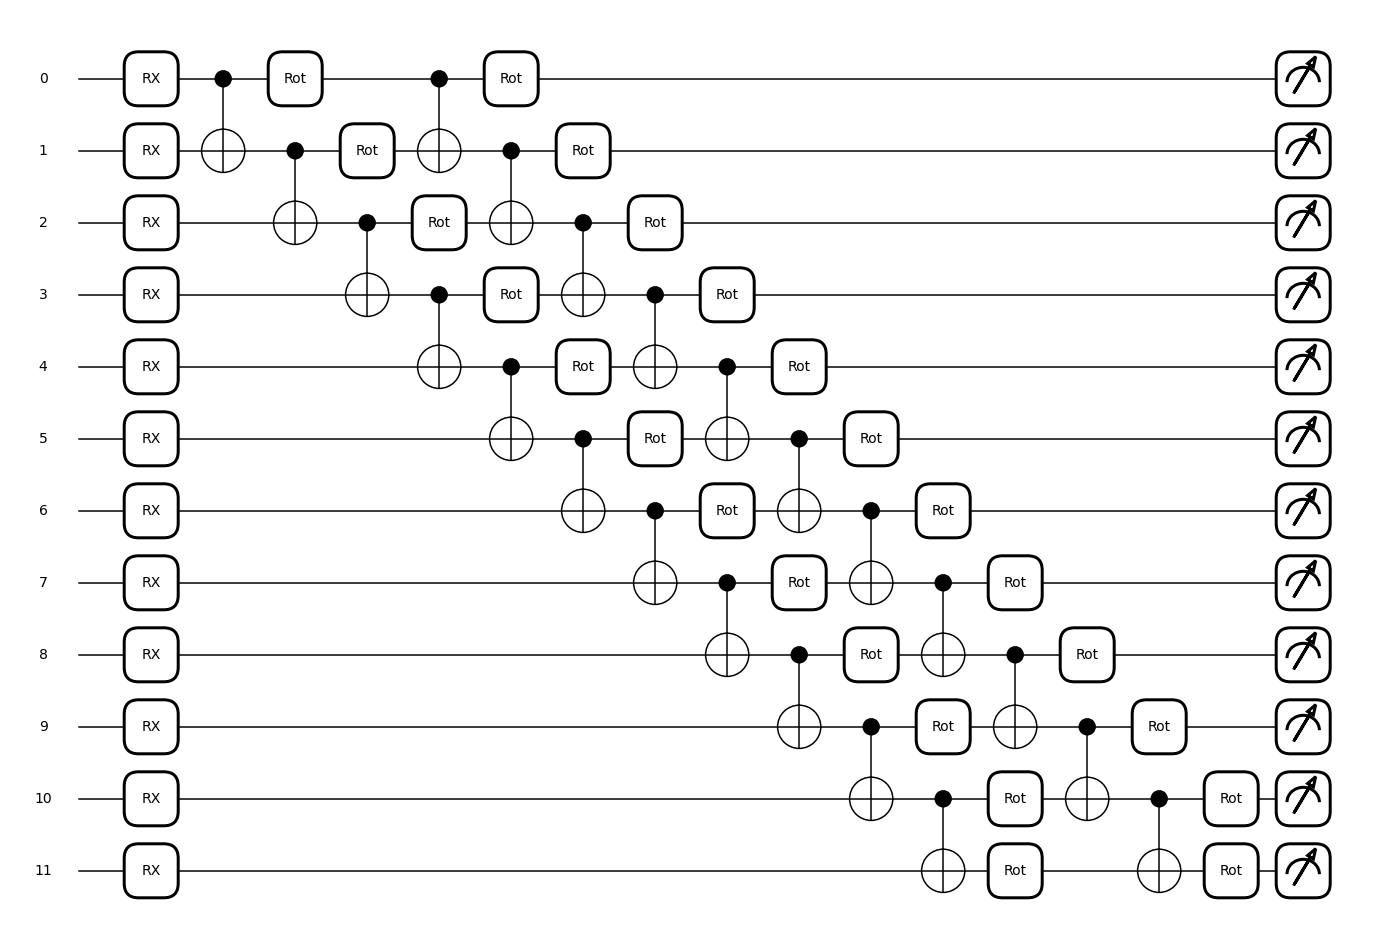 0 RX Rot Rot
1 RX Rot Rot
2 RX Rot Rot
3 RX Rot Rot
4 RX Rot Rot
5 RX Rot Rot
6 RX Rot Rot
7 RX Rot Rot
8 RX Rot Rot
9 RX Rot Rot
10 RX Rot Rot
11 RX Rot Rot